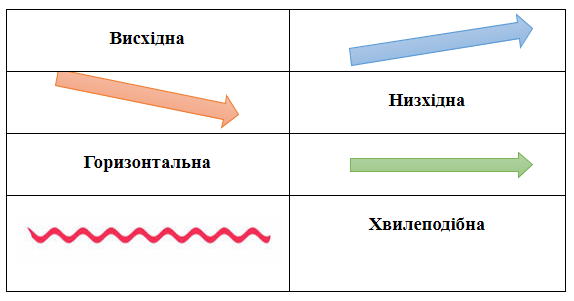 Висхідна
Низхідна
Горизонтальна
Хвилеподібна